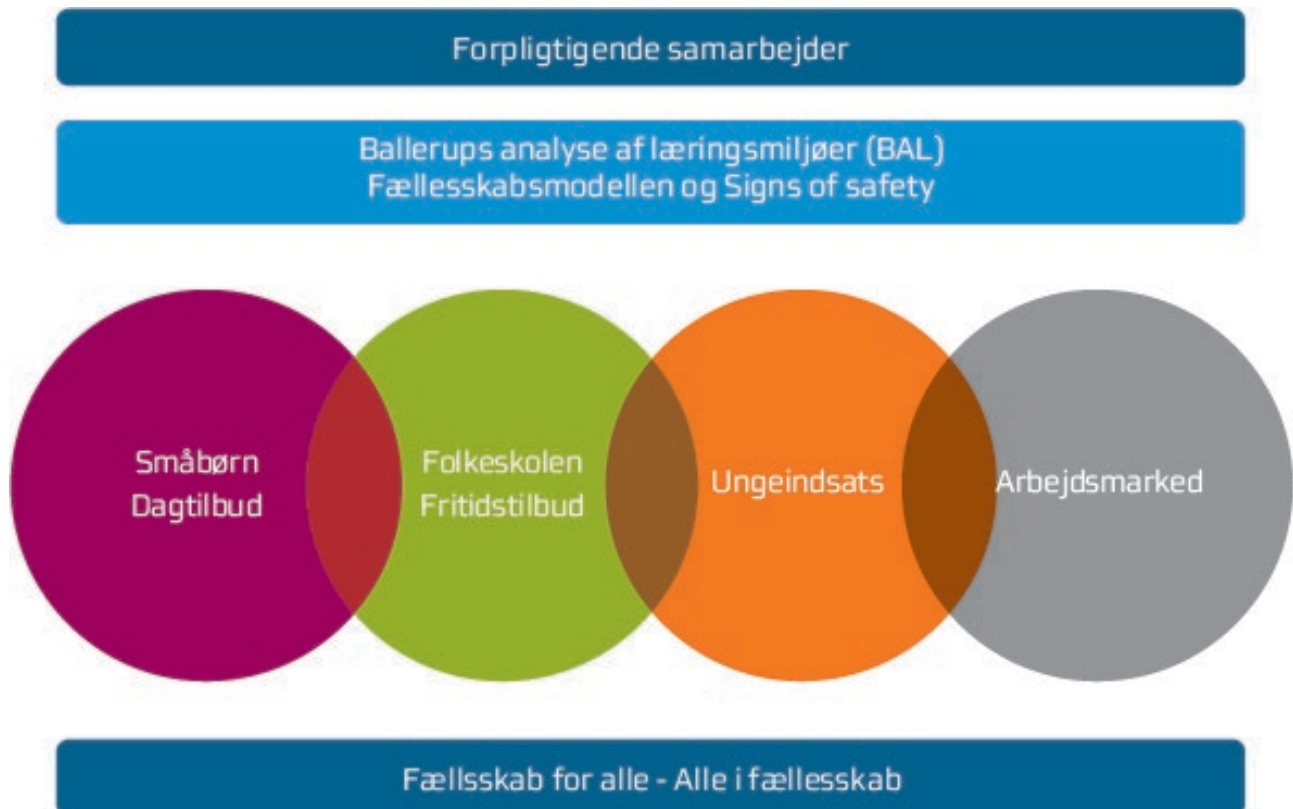 Forpligtigende samarbejder
Ballerups analyse af læringsmiljøer (BAL)
Fællesskabsmodellen og Signs of safety
Småbørn
Dagtilbud
Folkeskolen
Fritidstilbud
Ungeindsats
Arbejdsmarked
Fællsskab for alle - Alle i fællesskab